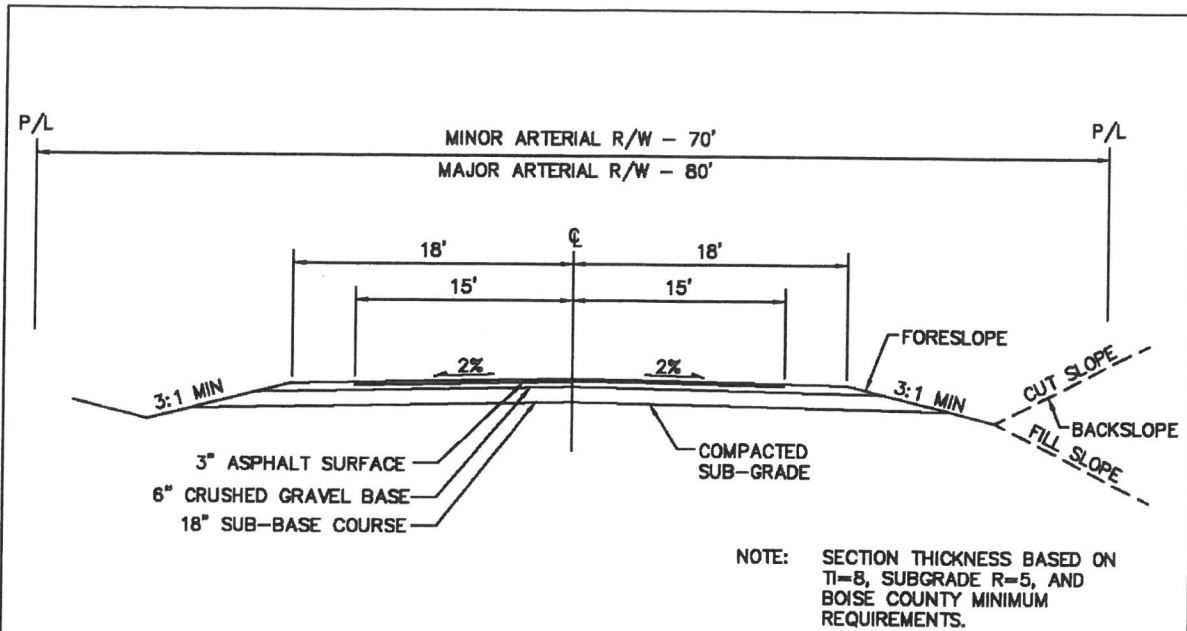 P/L
P/L
MINOR ARTERIAL R/W - 70'
MAJOR ARTERIAL R/W - 80'
18'
℄
18'
15'
15'
FORESLOPE
2%
2%
3:1 MIN
3:1 MIN
CUT SLOPE
BACKSLOPE
FILL SLOPE
3" ASPHALT SURFACE
6" CRUSHED GRAVEL BASE
18" SUB-BASE COURSE
COMPACTED
SUB-GRADE
NOTE: SECTION THICKNESS BASED ON
TI=8, SUBGRADE R=5, AND
BOISE COUNTY MINIMUM
REQUIREMENTS.